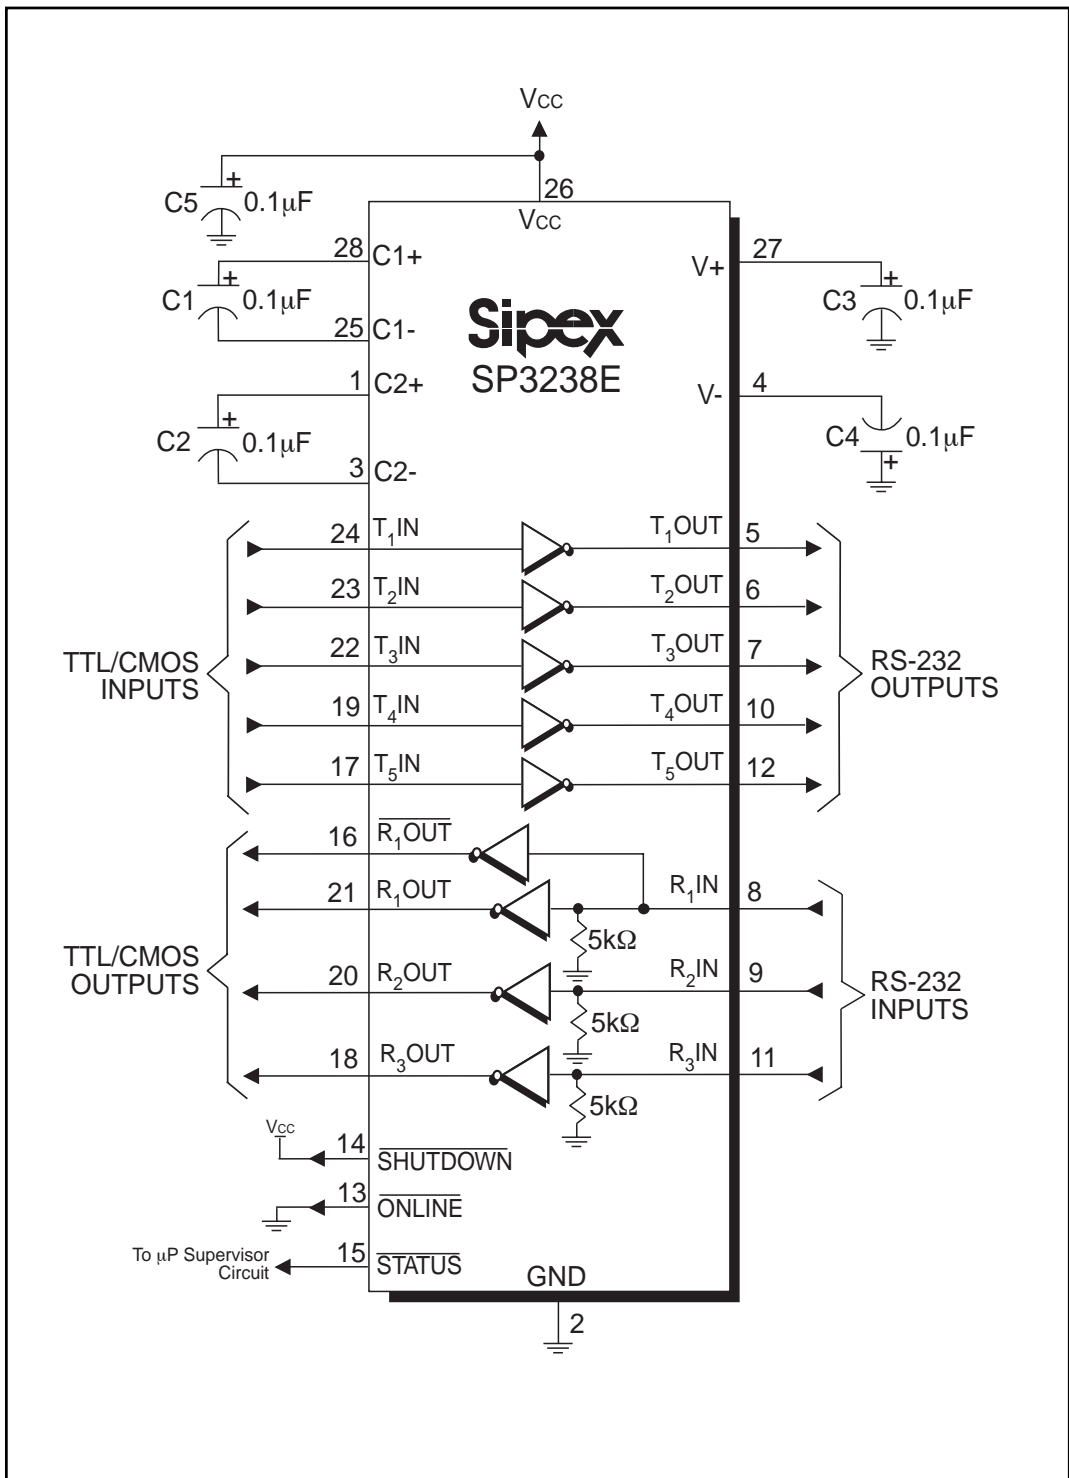 VCC
26
VCC
C5 + 0.1μF
28 C1+
C1 + 0.1μF
25 C1-
1 C2+
C2 + 0.1μF
3 C2-
Sipex
SP3238E
V+ 27
C3 + 0.1μF
V- 4
C4 0.1μF
+
24 T1IN T1OUT 5
23 T2IN T2OUT 6
22 T3IN T3OUT 7
19 T4IN T4OUT 10
17 T5IN T5OUT 12
TTL/CMOS
INPUTS
RS-232
OUTPUTS
16 R1OUT
21 R1OUT R1IN 8
5kΩ
20 R2OUT R2IN 9
5kΩ
18 R3OUT R3IN 11
5kΩ
TTL/CMOS
OUTPUTS
RS-232
INPUTS
VCC
14 SHUTDOWN
13 ONLINE
To μP Supervisor
Circuit
15 STATUS
GND
2